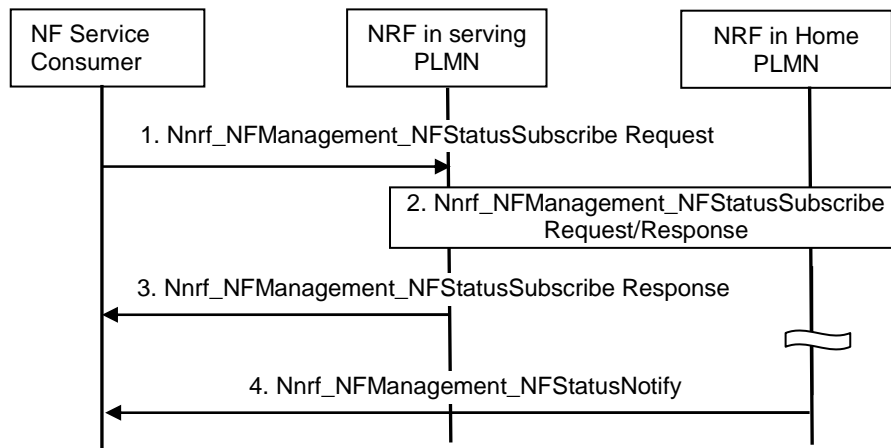 NF Service
Consumer
NRF in serving
PLMN
NRF in Home
PLMN
1. Nnrf_NFManagement_NFStatusSubscribe Request
2. Nnrf_NFManagement_NFStatusSubscribe
Request/Response
3. Nnrf_NFManagement_NFStatusSubscribe Response
4. Nnrf_NFManagement_NFStatusNotify